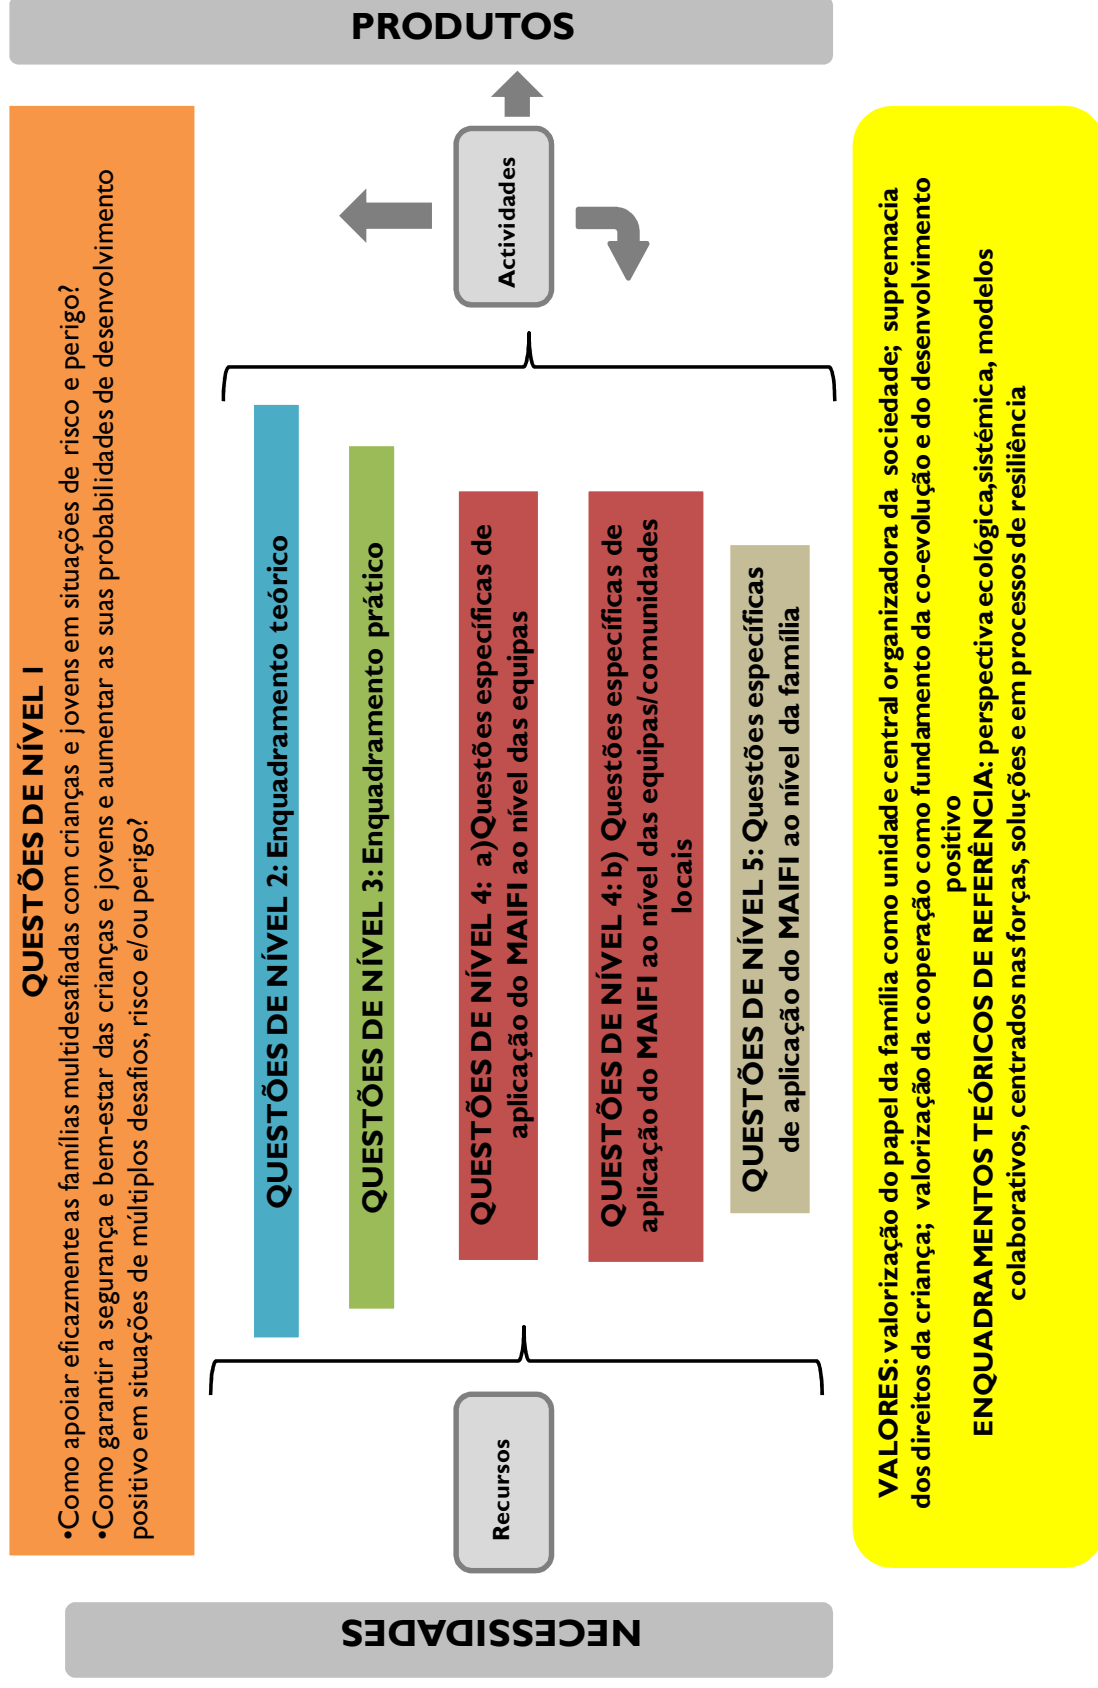 PRODUTOS
QUESTÕES DE NÍVEL I
•Como apoiar eficazmente as famílias multidesafiadas com crianças e jovens em situações de risco e perigo?
•Como garantir a segurança e bem-estar das crianças e jovens e aumentar as suas probabilidades de desenvolvimento
positivo em situações de múltiplos desafios, risco e/ou perigo?
QUESTÕES DE NÍVEL 2: Enquadramento teórico
QUESTÕES DE NÍVEL 3: Enquadramento prático
QUESTÕES DE NÍVEL 4: a)Questões específicas de
aplicação do MAIFI ao nível das equipas
QUESTÕES DE NÍVEL 4: b) Questões específicas de
aplicação do MAIFI ao nível das equipas/comunidades
locais
QUESTÕES DE NÍVEL 5: Questões específicas
de aplicação do MAIFI ao nível da família
Actividades
Recursos
VALORES: valorização do papel da família como unidade central organizadora da sociedade; supremacia
dos direitos da criança; valorização da cooperação como fundamento da co-evolução e do desenvolvimento
positivo
ENQUADRAMENTOS TEÓRICOS DE REFERÊNCIA: perspectiva ecológica,sistémica, modelos
colaborativos, centrados nas forças, soluções e em processos de resiliência
NECESSIDADES